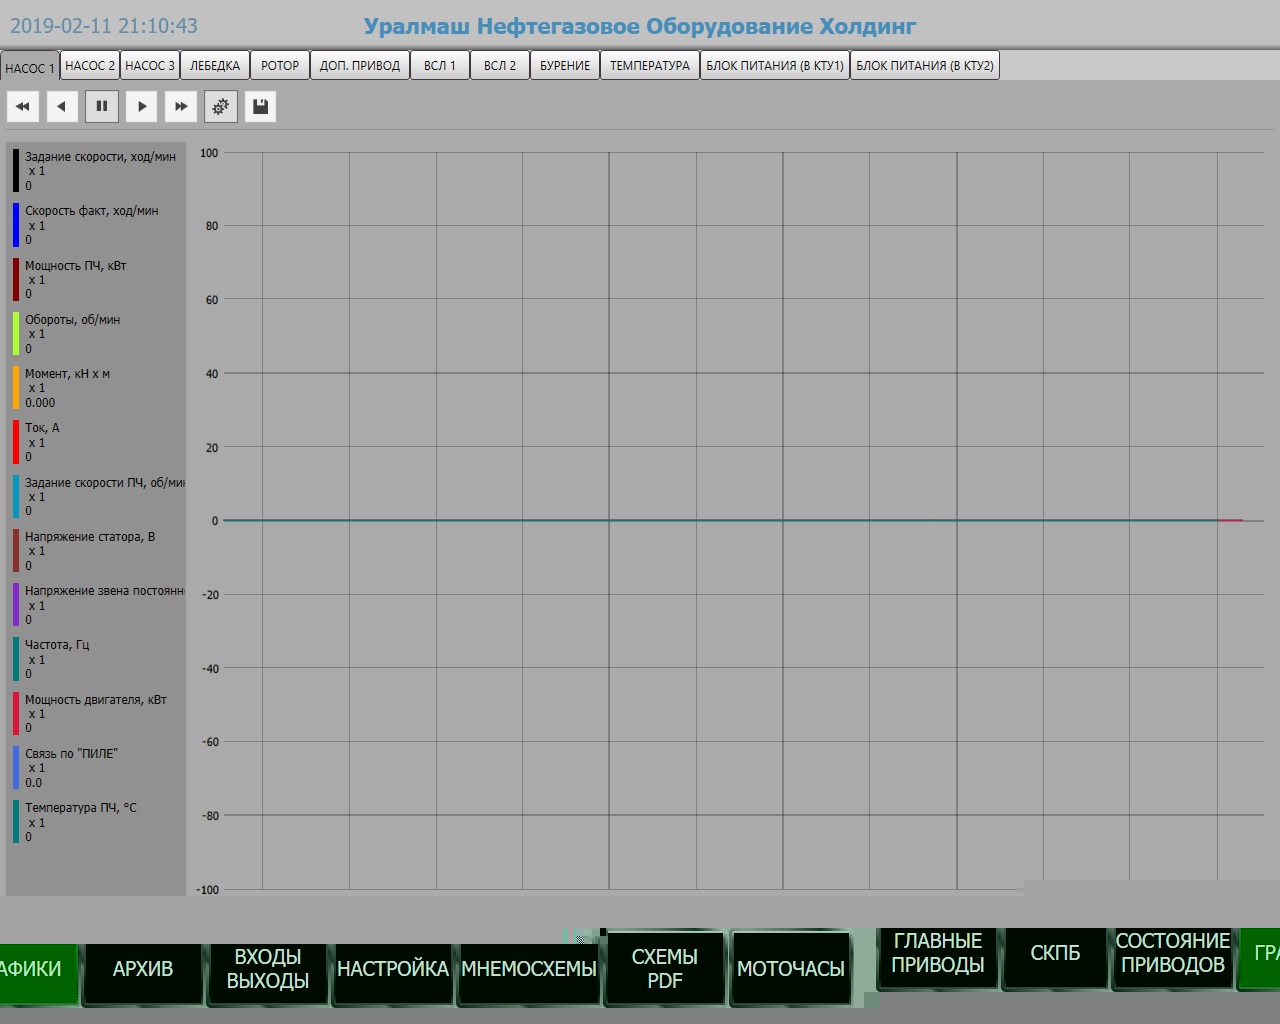 2019-02-11 21:10:43
Уралмаш Нефтегазовое Оборудование Холдинг
НАСОС 1 НАСОС 2 НАСОС 3 ЛЕБЕДКА РОТОР ДОП. ПРИВОД ВСЛ 1 ВСЛ 2 БУРЕНИЕ ТЕМПЕРАТУРА БЛОК ПИТАНИЯ (В КТУ1) БЛОК ПИТАНИЯ (В КТУ2)
Задание скорости, ход/мин
x 1
0
Скорость факт, ход/мин
x 1
0
Мощность ПЧ, кВт
x 1
0
Обороты, об/мин
x 1
0
Момент, кН х м
x 1
0.000
Ток, А
x 1
0
Задание скорости ПЧ, об/мин
x 1
0
Напряжение статора, В
x 1
0
Напряжение звена постоянн
x 1
0
Частота, Гц
x 1
0
Мощность двигателя, кВт
x 1
0
Связь по "ПИЛЕ"
x 1
0.0
Температура ПЧ, °С
x 1
0
100
80
60
40
20
0
-20
-40
-60
-80
-100
АФИКИ
АРХИВ
ВХОДЫ
ВЫХОДЫ
НАСТРОЙКА
МНЕМОСХЕМЫ
СХЕМЫ
PDF
МОТОЧАСЫ
ГЛАВНЫЕ
ПРИВОДЫ
СКПБ
СОСТОЯНИЕ
ПРИВОДОВ
ГРА